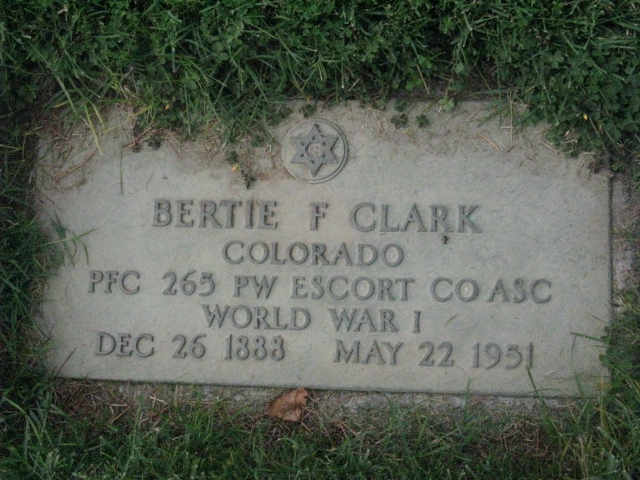 BERTIE F CLARK
COLORADO
PFC 265 PW ESCORT CO ASC
WORLD WAR I
DEC 26 1888 MAY 22 1951